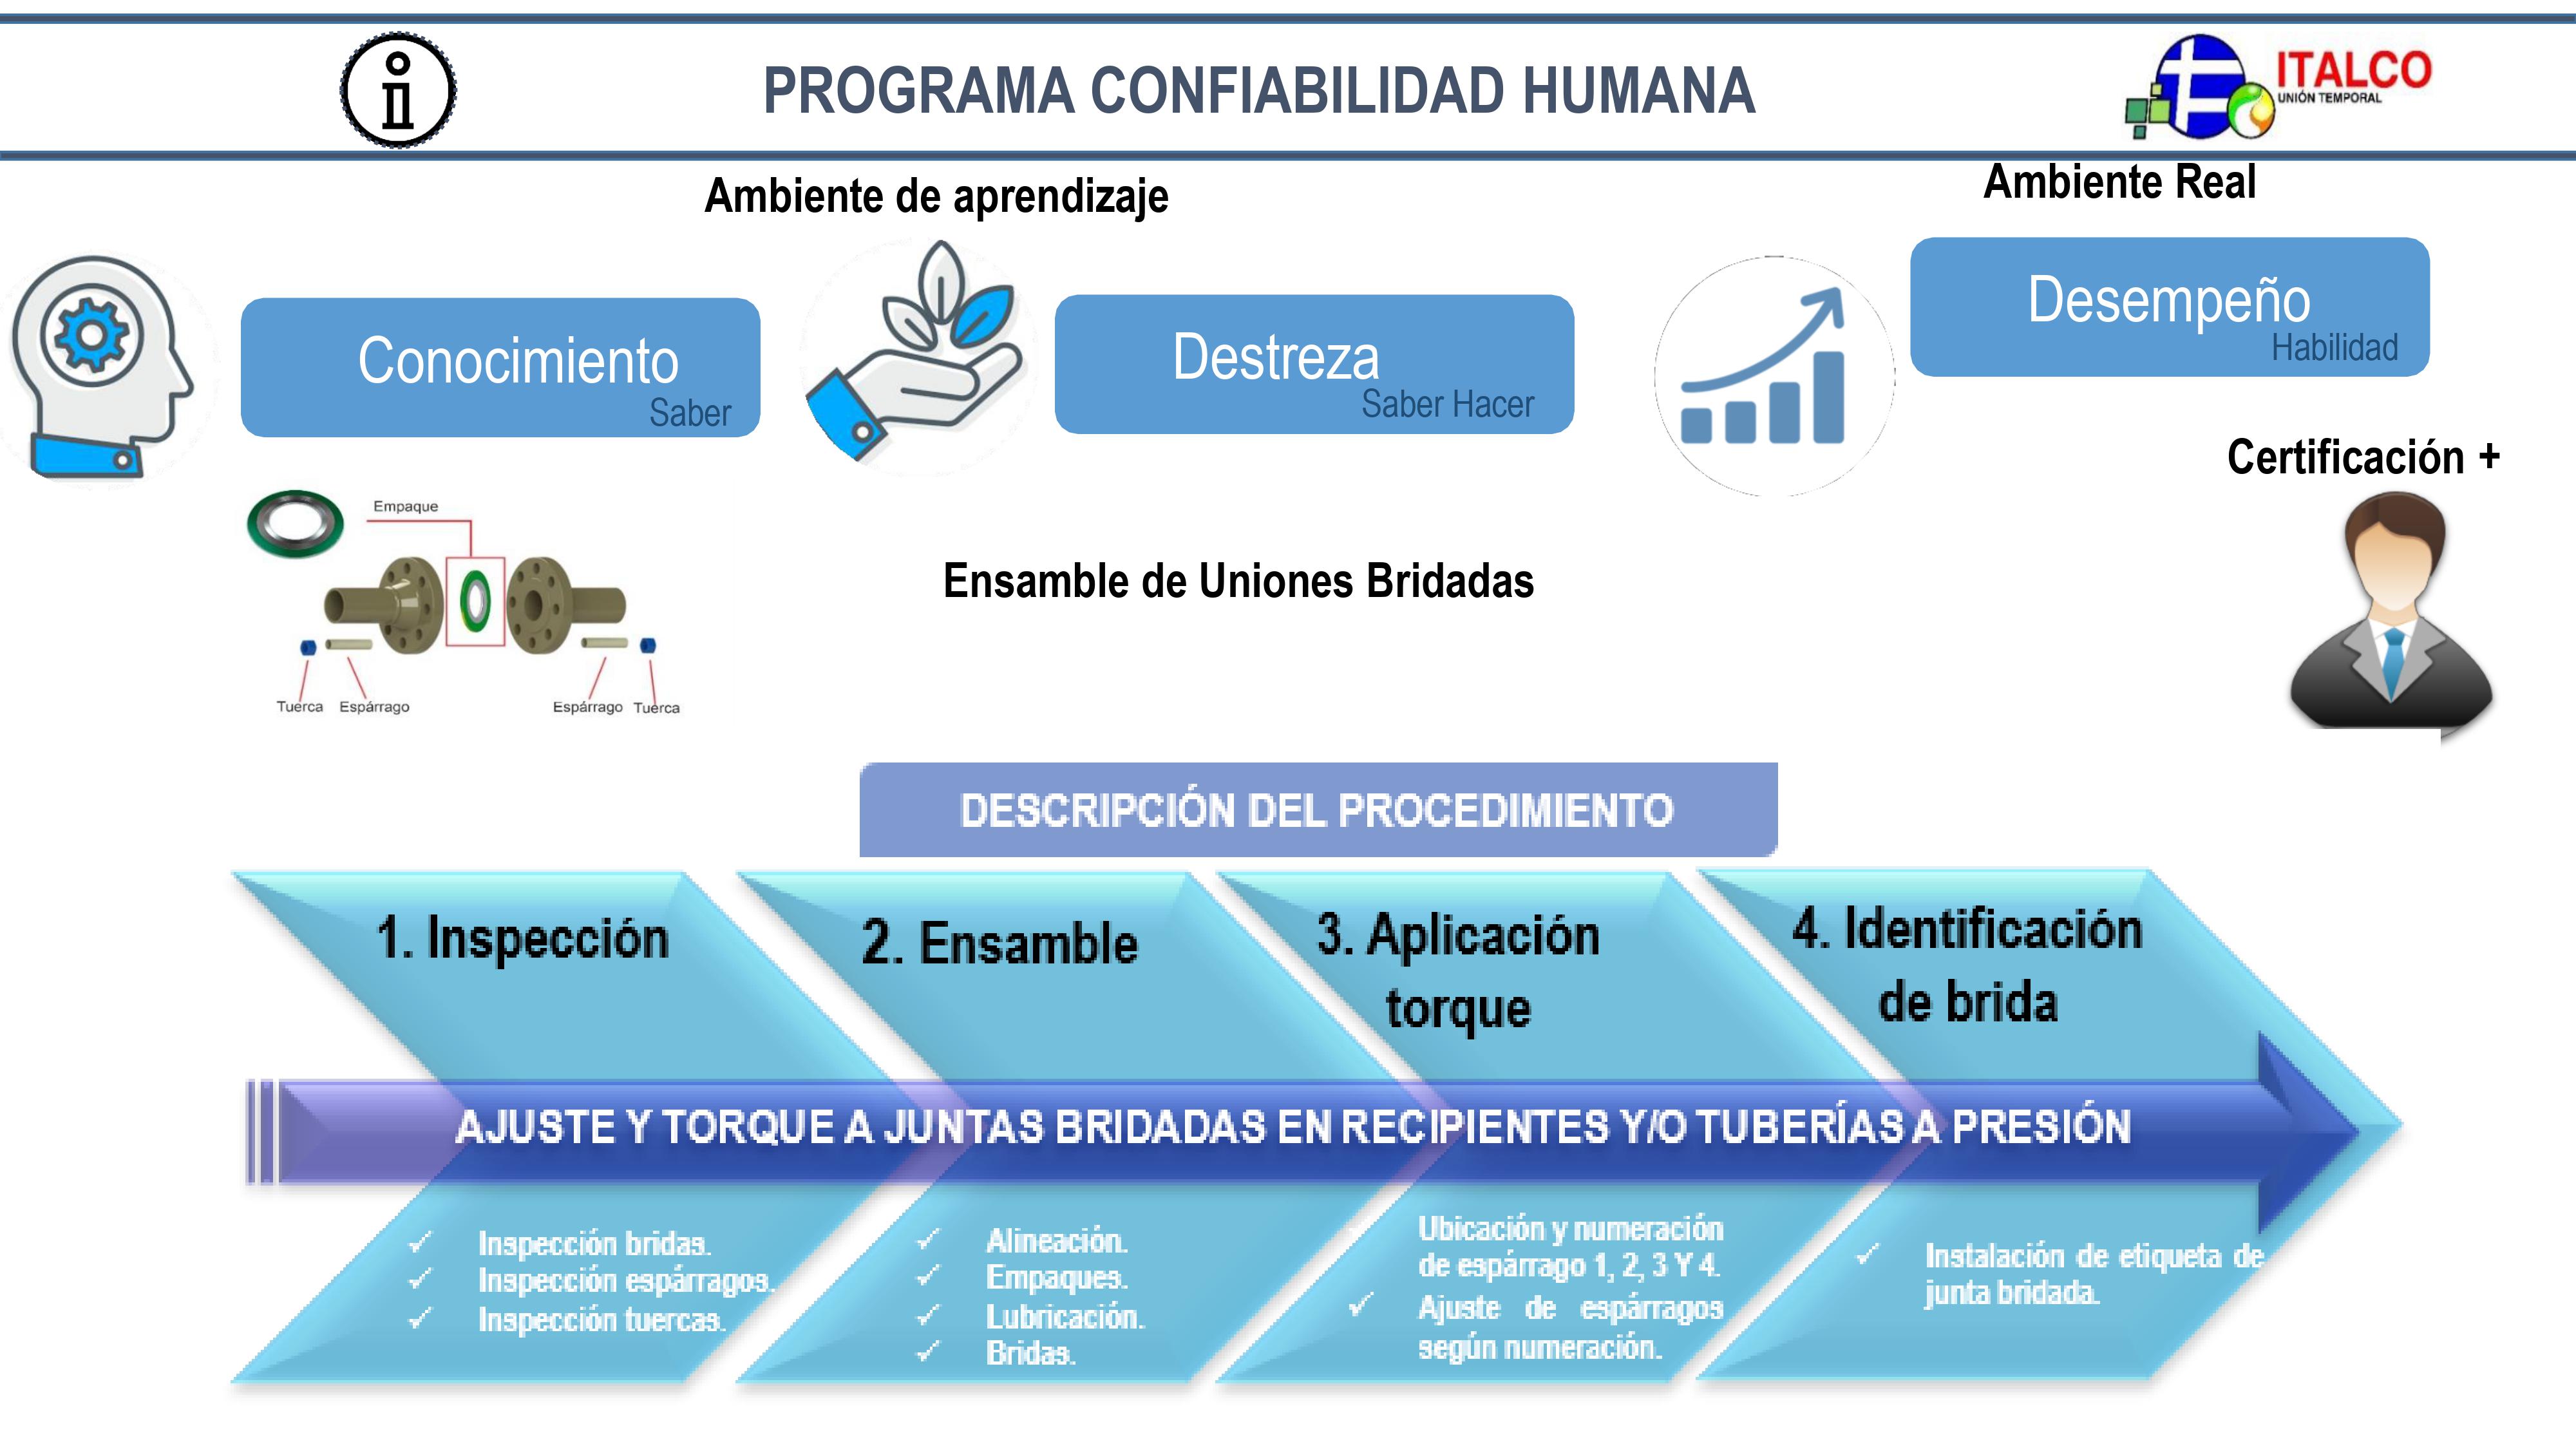 PROGRAMA CONFIABILIDAD HUMANA
ITALCO
UNIÓN TEMPORAL
Ambiente de aprendizaje
Ambiente Real
Conocimiento
Saber
Destreza
Saber Hacer
Desempeño
Habilidad
Certificación +
Empaque
Tuerca
Espárrago
Espárrago
Tuerca
Ensamble de Uniones Bridadas
DESCRIPCIÓN DEL PROCEDIMIENTO
1. Inspección
2. Ensamble
3. Aplicación
torque
4. Identificación
de brida
AJUSTE Y TORQUE A JUNTAS BRIDADAS EN RECIPIENTES Y/O TUBERÍAS A PRESIÓN
✓ Inspección bridas.
✓ Inspección espárragos.
✓ Inspección tuercas.
✓ Alineación.
✓ Empaques.
✓ Lubricación.
✓ Bridas.
Ubicación y numeración
de espárrago 1, 2, 3 Y 4.
✓ Ajuste de espárragos
según numeración.
✓ Instalación de etiqueta de
junta bridada.